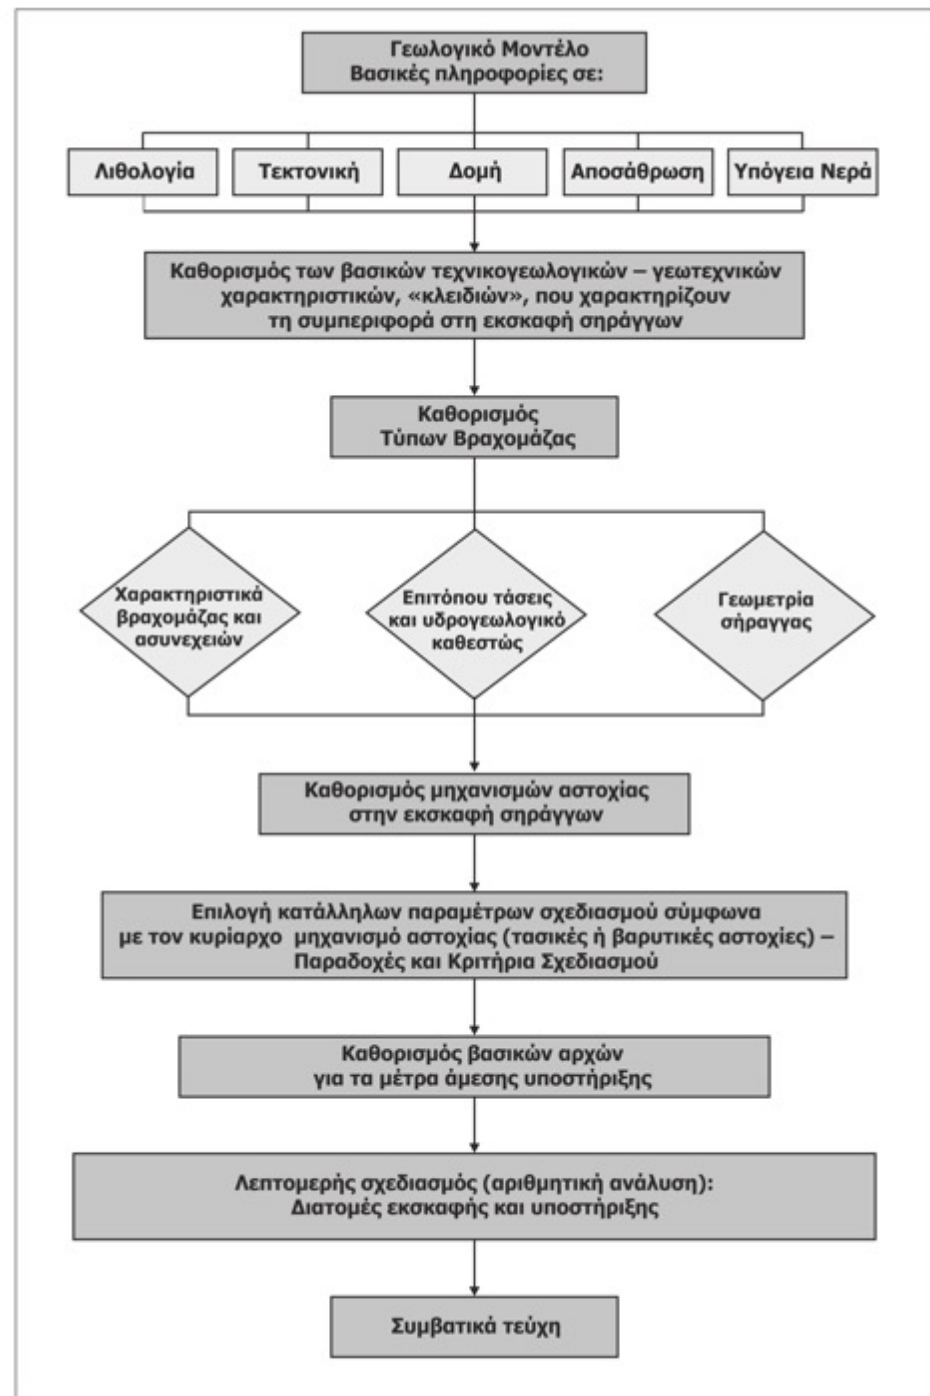 Γεωλογικό Μοντέλο
Βασικές πληροφορίες σε:
Λιθολογία
Τεκτονική
Δομή
Αποσάθρωση
Υπόγεια Νερά
Καθορισμός των βασικών τεχνικογεωλογικών – γεωτεχνικών
χαρακτηριστικών, «κλειδιών», που χαρακτηρίζουν
τη συμπεριφορά στη εκσκαφή σηράγγων
Καθορισμός
Τύπων Βραχομάζας
Χαρακτηριστικά
βραχομάζας και
ασυνεχειών
Επιτόπου τάσεις
και υδρογεωλογικό
καθεστώς
Γεωμετρία
σήραγγας
Καθορισμός μηχανισμών αστοχίας
στην εκσκαφή σηράγγων
Επιλογή κατάλληλων παραμέτρων σχεδιασμού σύμφωνα
με τον κυρίαρχο μηχανισμό αστοχίας (τασικές ή βαρυτικές αστοχίες) –
Παραδοχές και Κριτήρια Σχεδιασμού
Καθορισμός βασικών αρχών
για τα μέτρα άμεσης υποστήριξης
Λεπτομερής σχεδιασμός (αριθμητική ανάλυση):
Διατομές εκσκαφής και υποστήριξης
Συμβατικά τεύχη